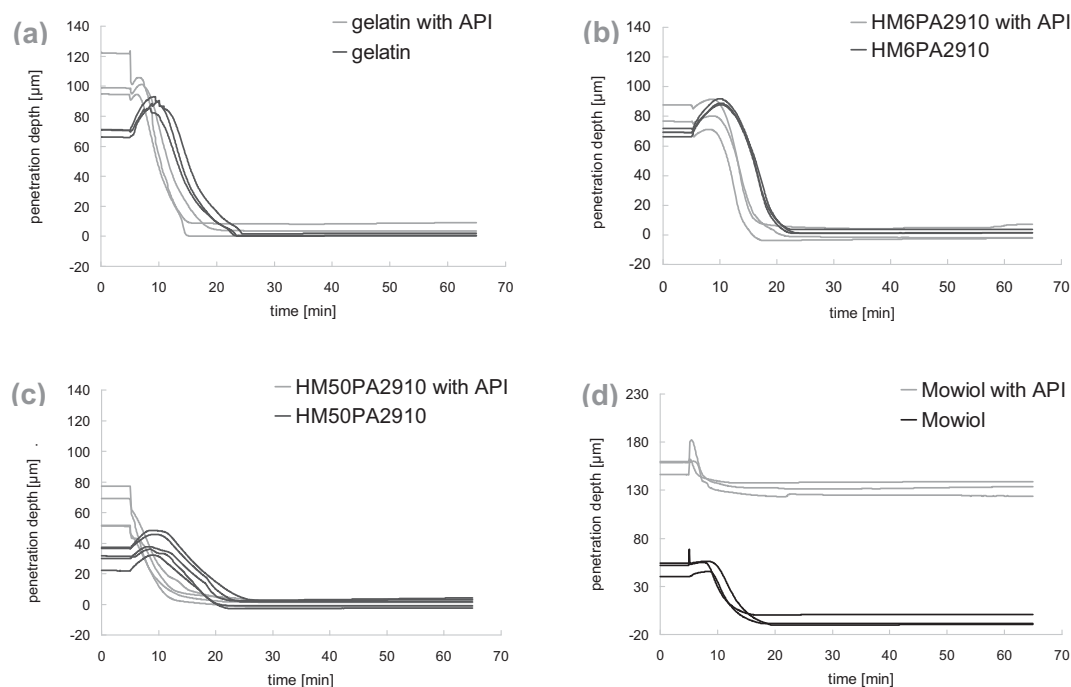 (a)
gelatin with API
gelatin
penetration depth [µm]
140
120
100
80
60
40
20
0
-20
0 10 20 30 40 50 60 70
time [min]
(b)
HM6PA2910 with API
HM6PA2910
penetration depth [µm]
140
120
100
80
60
40
20
0
-20
0 10 20 30 40 50 60 70
time [min]
(c)
HM50PA2910 with API
HM50PA2910
penetration depth [µm]
140
120
100
80
60
40
20
0
-20
0 10 20 30 40 50 60 70
time [min]
(d)
Mowiol with API
Mowiol
penetration depth [µm]
230
180
130
80
30
-20
0 10 20 30 40 50 60 70
time [min]